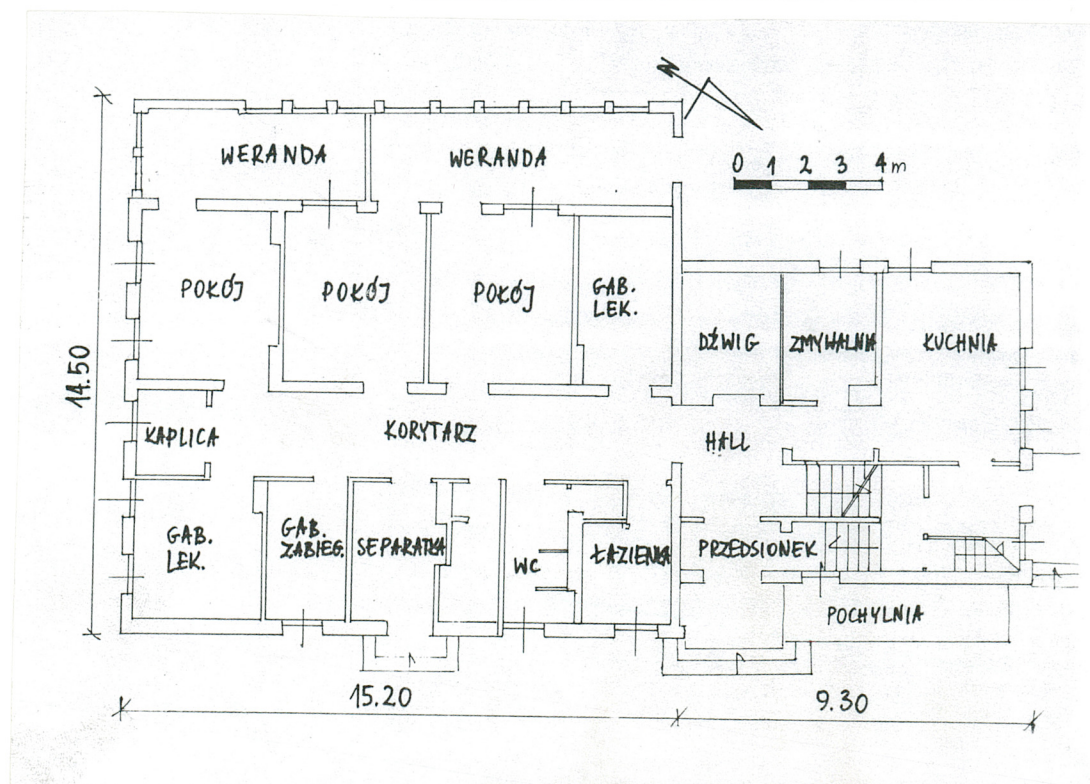 N
WERANDA
WERANDA
0 1 2 3 4 m
POKÓJ
POKÓJ
POKÓJ
GAB.
LEK.
DŹWIG
ZMYWALNIA
KUCHNIA
14.50
KAPLICA
KORYTARZ
HALL
GAB.
LEK.
GAB.
ZABIEG.
SEPARATKA
WC
ŁAZIENKA
PRZEDSIONEK
POCHYLNIA
15.20
9.30